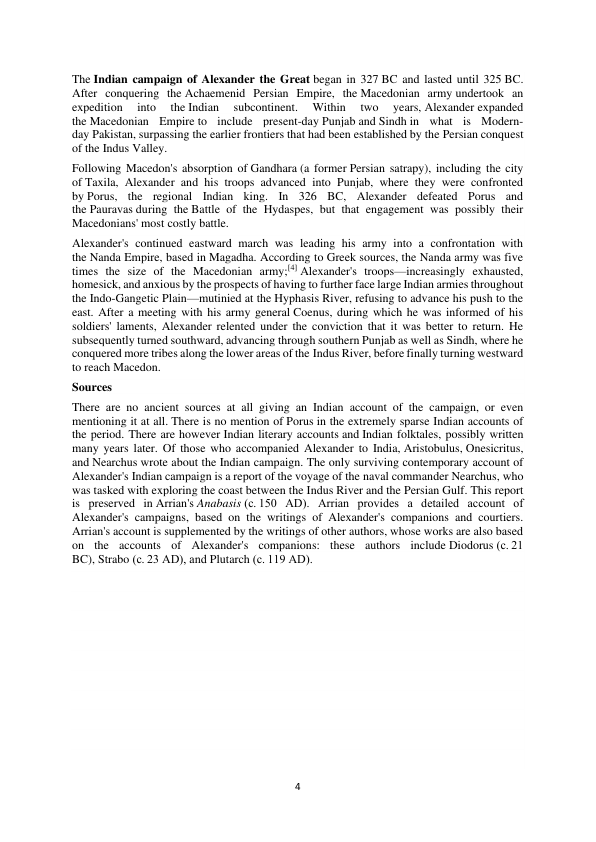 The Indian campaign of Alexander the Great began in 327 BC and lasted until 325 BC.
After conquering the Achaemenid Persian Empire, the Macedonian army undertook an
expedition into the Indian subcontinent. Within two years, Alexander expanded
the Macedonian Empire to include present-day Punjab and Sindh in what is Modern-
day Pakistan, surpassing the earlier frontiers that had been established by the Persian conquest
of the Indus Valley.
Following Macedon's absorption of Gandhara (a former Persian satrapy), including the city
of Taxila, Alexander and his troops advanced into Punjab, where they were confronted
by Porus, the regional Indian king. In 326 BC, Alexander defeated Porus and
the Pauravas during the Battle of the Hydaspes, but that engagement was possibly their
Macedonians' most costly battle.
Alexander's continued eastward march was leading his army into a confrontation with
the Nanda Empire, based in Magadha. According to Greek sources, the Nanda army was five
times the size of the Macedonian army;[4] Alexander's troops—increasingly exhausted,
homesick, and anxious by the prospects of having to further face large Indian armies throughout
the Indo-Gangetic Plain—mutinied at the Hyphasis River, refusing to advance his push to the
east. After a meeting with his army general Coenus, during which he was informed of his
soldiers' laments, Alexander relented under the conviction that it was better to return. He
subsequently turned southward, advancing through southern Punjab as well as Sindh, where he
conquered more tribes along the lower areas of the Indus River, before finally turning westward
to reach Macedon.
Sources
There are no ancient sources at all giving an Indian account of the campaign, or even
mentioning it at all. There is no mention of Porus in the extremely sparse Indian accounts of
the period. There are however Indian literary accounts and Indian folktales, possibly written
many years later. Of those who accompanied Alexander to India, Aristobulus, Onesicritus,
and Nearchus wrote about the Indian campaign. The only surviving contemporary account of
Alexander's Indian campaign is a report of the voyage of the naval commander Nearchus, who
was tasked with exploring the coast between the Indus River and the Persian Gulf. This report
is preserved in Arrian's Anabasis (c. 150 AD). Arrian provides a detailed account of
Alexander's campaigns, based on the writings of Alexander's companions and courtiers.
Arrian's account is supplemented by the writings of other authors, whose works are also based
on the accounts of Alexander's companions: these authors include Diodorus (c. 21
BC), Strabo (c. 23 AD), and Plutarch (c. 119 AD).
4